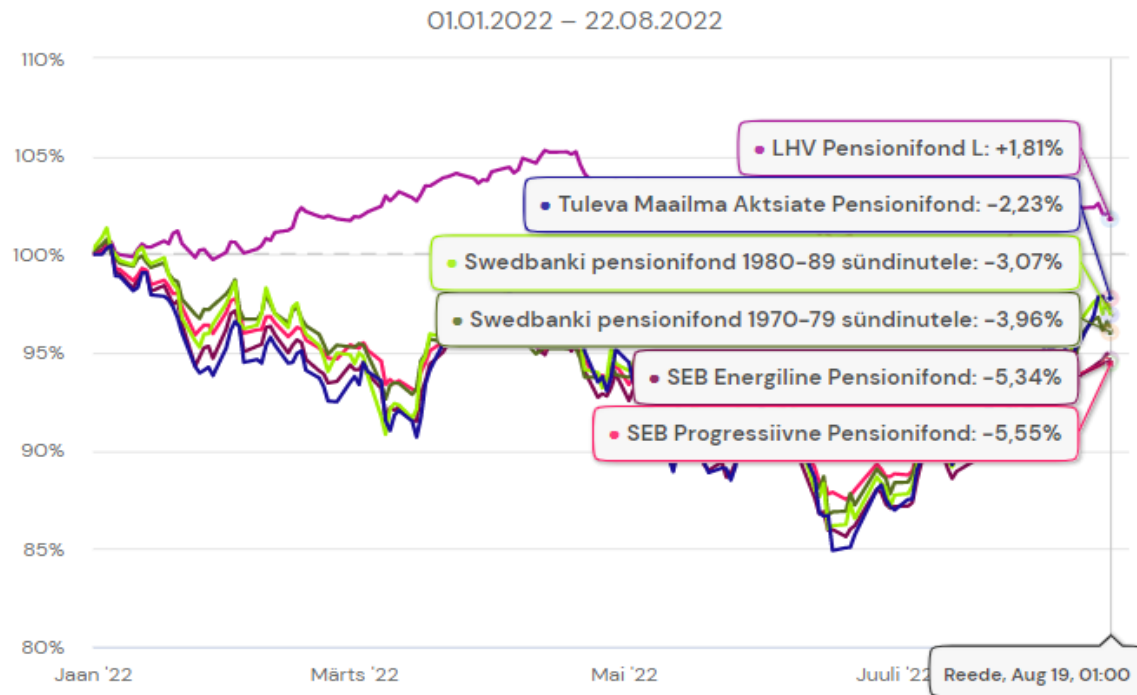 01.01.2022 – 22.08.2022
110%
105%
100%
95%
90%
85%
80%
LHV Pensionifond L: +1,81%
Tuleva Maailma Aktsiate Pensionifond: -2,23%
Swedbanki pensionifond 1980-89 sündinutele: -3,07%
Swedbanki pensionifond 1970-79 sündinutele: -3,96%
SEB Energiline Pensionifond: -5,34%
SEB Progressiivne Pensionifond: -5,55%
Jaan '22
Märts '22
Mai '22
Juuli '22
Reede, Aug 19, 01:00